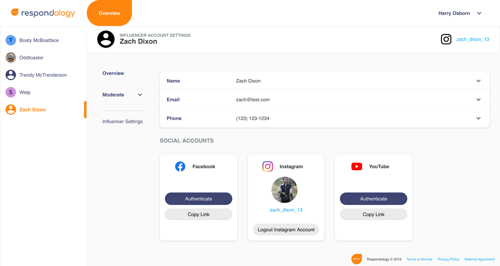 respondology
Overview
Harry Osborn
INFLUENCER ACCOUNT SETTINGS
Zach Dixon
zach_dixon_13
Boaty McBoatface
Oddtoaster
Trendy McTrenderson
S Welp
Zach Dixon
Overview
Moderate
Influencer Settings
Name Zach Dixon
Email zach@test.com
Phone (123) 123-1234
SOCIAL ACCOUNTS
Facebook
Authenticate
Copy Link
Instagram
zach_dixon_13
Logout Instagram Account
YouTube
Authenticate
Copy Link
Respondology © 2019 Terms of Service Privacy Policy Referral Agreement